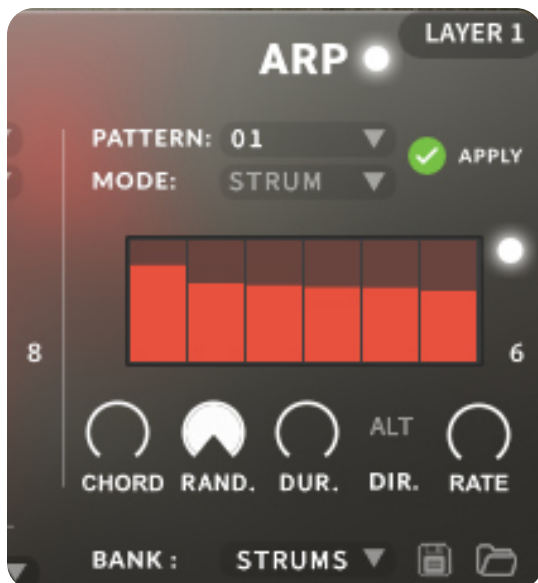 LAYER 1
ARP
PATTERN: 01
APPLY
MODE: STRUM
8
6
CHORD RAND. DUR. ALT DIR. RATE
BANK : STRUMS